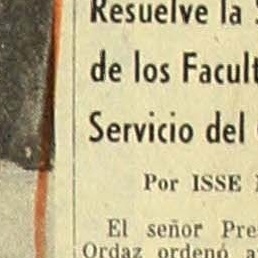 Resuelve la
de los Facult
Servicio del
Por ISSE
El señor Pre
Ordaz ordenó